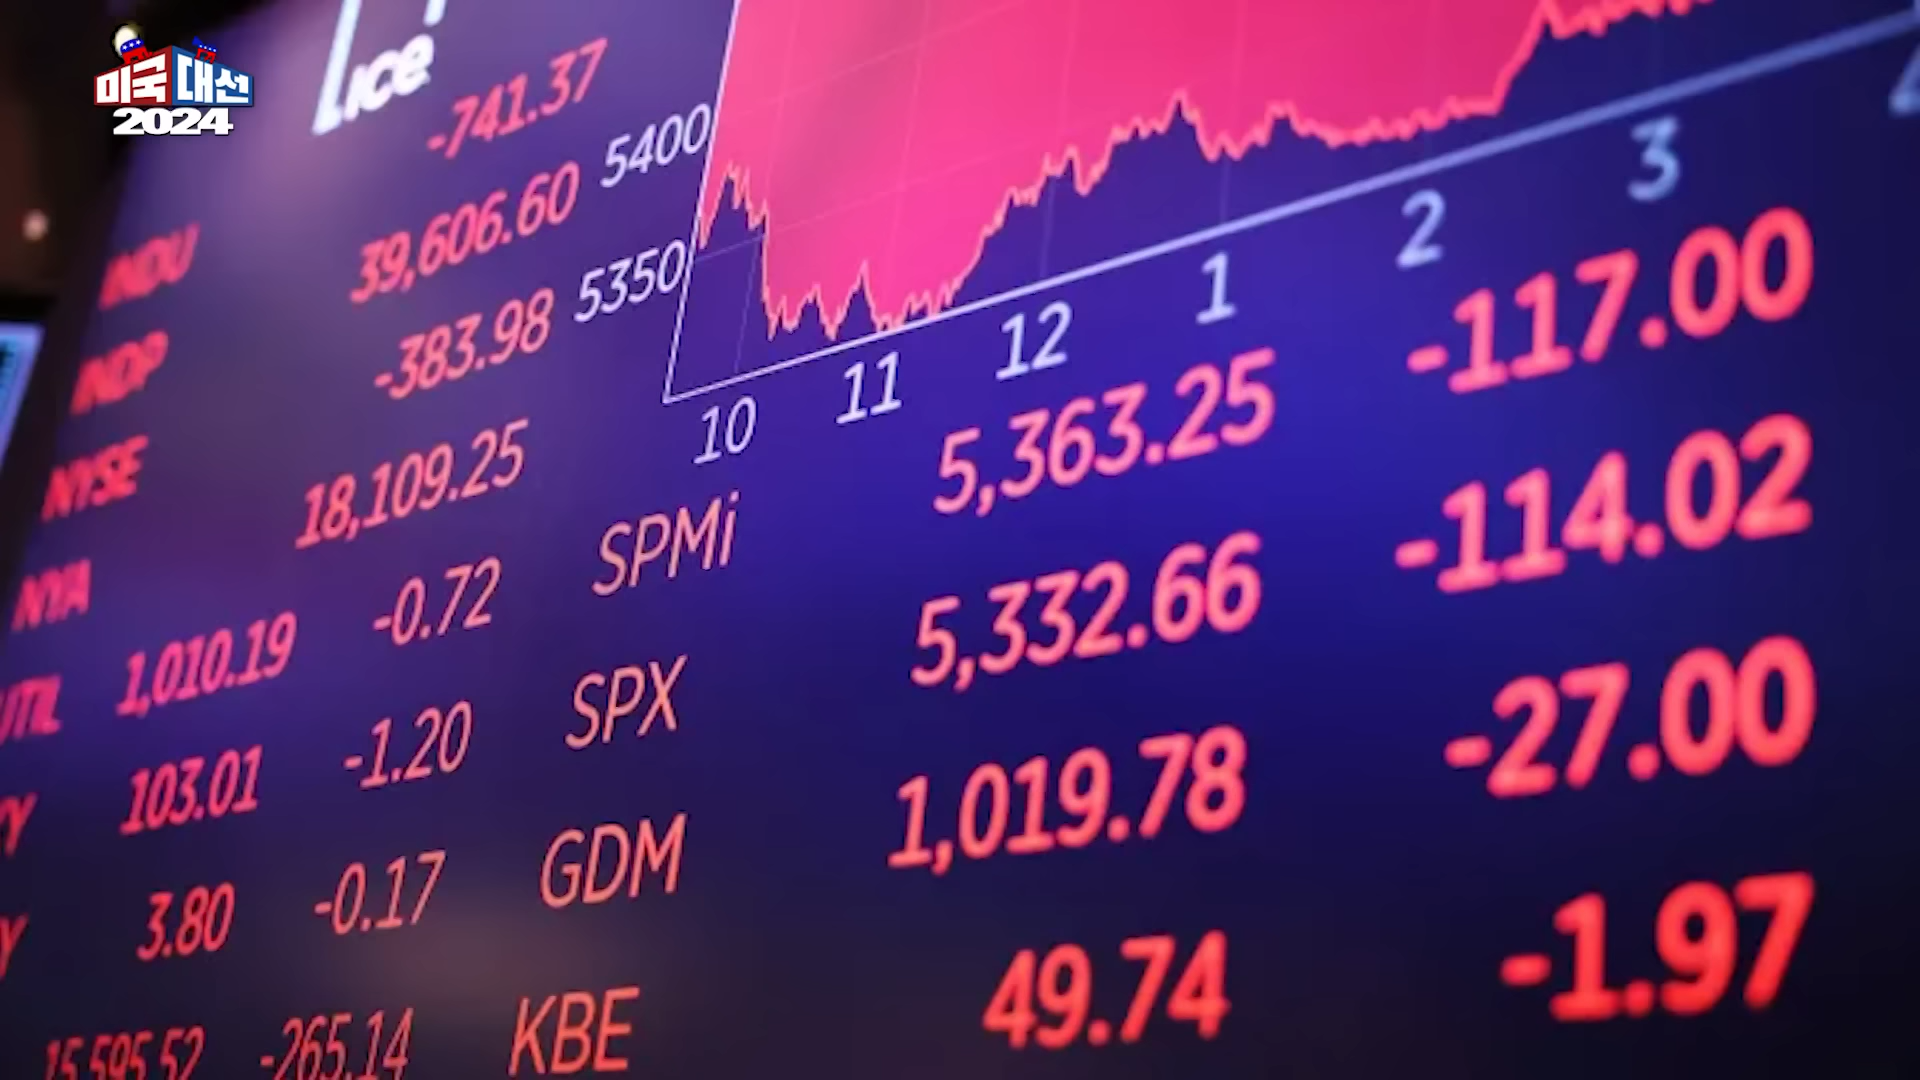 미국 대선
2024
ice
-741.37
INDU 39,606.60
INDP -383.98
NYSE 18,109.25
NYA
UTIL 1,010.19 -0.72
103.01 -1.20
3.80 -0.17
15,595.52 -265.14
5400
5350
10 11 12 1 2 3
SPMi 5,363.25 -117.00
SPX 5,332.66 -114.02
GDM 1,019.78 -27.00
KBE 49.74 -1.97